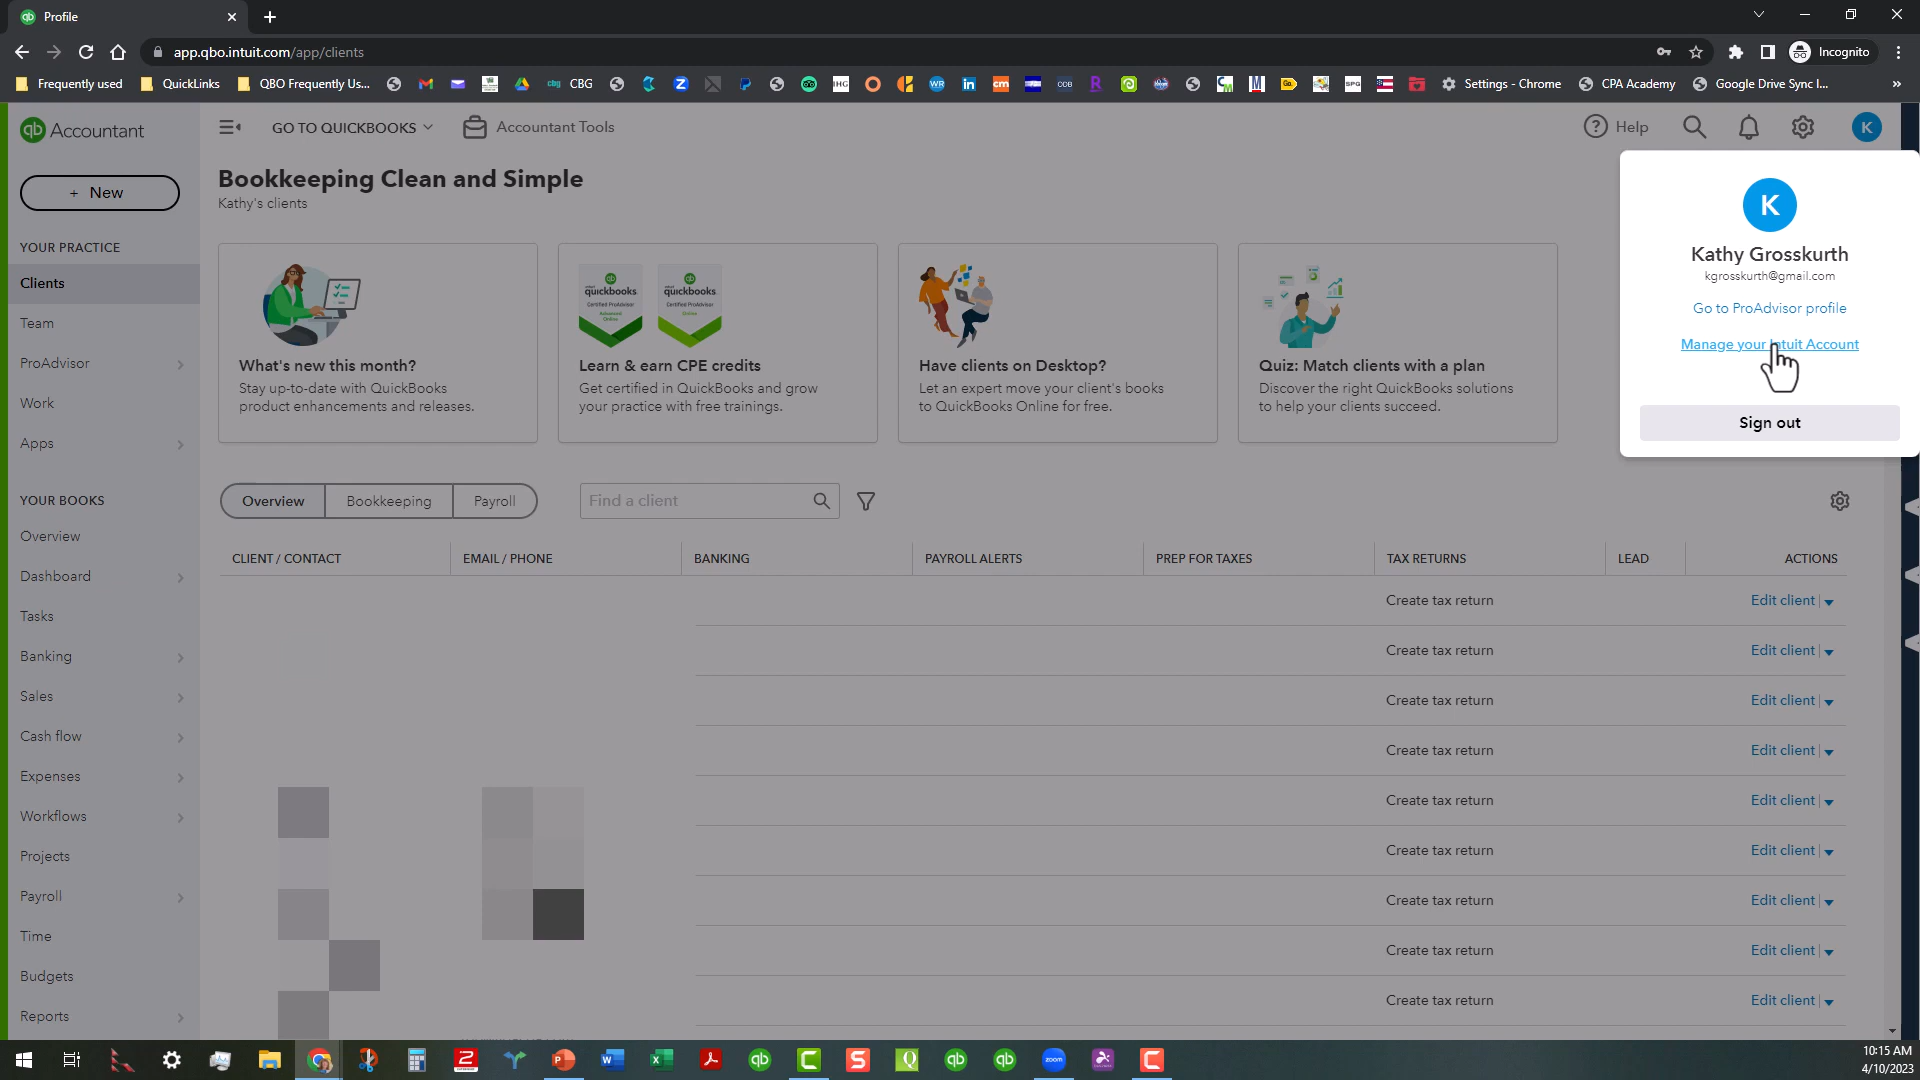 Profile
app.qbo.intuit.com/app/clients
Incognito
Frequently used
QuickLinks
QBO Frequently Us...
CBG
Settings - Chrome
CPA Academy
Google Drive Sync I...
qb Accountant
GO TO QUICKBOOKS
Accountant Tools
Help
K
+ New
Bookkeeping Clean and Simple
Kathy's clients
YOUR PRACTICE
Clients
Team
ProAdvisor
Work
Apps
YOUR BOOKS
Overview
Dashboard
Tasks
Banking
Sales
Cash flow
Expenses
Workflows
Projects
Payroll
Time
Budgets
Reports
What's new this month?
Stay up-to-date with QuickBooks
product enhancements and releases.
quickbooks
Certified ProAdvisor
Advanced
Online
quickbooks
Certified ProAdvisor
Online
Learn & earn CPE credits
Get certified in QuickBooks and grow
your practice with free trainings.
Have clients on Desktop?
Let an expert move your client's books
to QuickBooks Online for free.
Quiz: Match clients with a plan
Discover the right QuickBooks solutions
to help your clients succeed.
K
Kathy Grosskurth
kgrosskurth@gmail.com
Go to ProAdvisor profile
Manage your Intuit Account
Sign out
Overview
Bookkeeping
Payroll
Find a client
CLIENT / CONTACT
EMAIL / PHONE
BANKING
PAYROLL ALERTS
PREP FOR TAXES
TAX RETURNS
LEAD
ACTIONS
Create tax return
Edit client
Create tax return
Edit client
Create tax return
Edit client
Create tax return
Edit client
Create tax return
Edit client
Create tax return
Edit client
Create tax return
Edit client
Create tax return
Edit client
Create tax return
Edit client
10:15 AM
4/10/2023